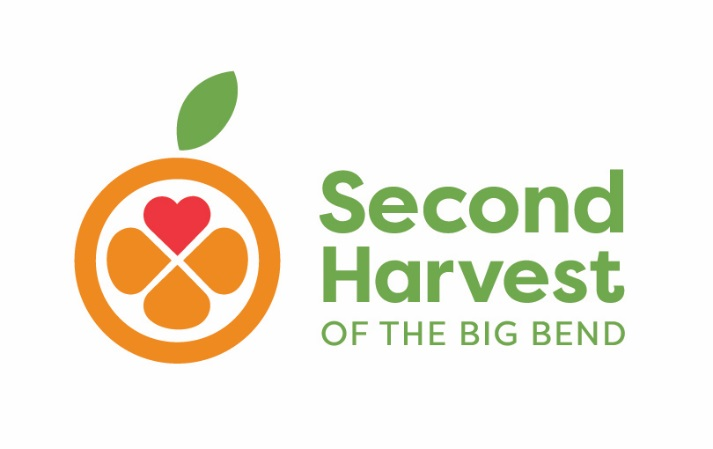 Second
Harvest
OF THE BIG BEND